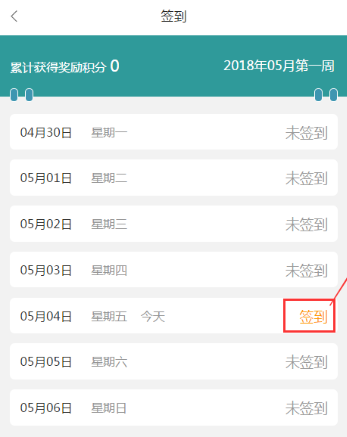 签到
累计获得奖励积分 0 2018年05月第一周
04月30日 星期一 未签到
05月01日 星期二 未签到
05月02日 星期三 未签到
05月03日 星期四 未签到
05月04日 星期五 今天 签到
05月05日 星期六 未签到
05月06日 星期日 未签到